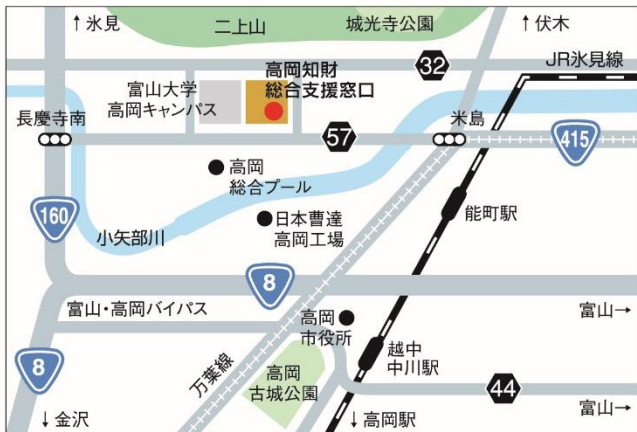 ↑氷見
二上山
城光寺公園
↑伏木
32
JR氷見線
富山大学
高岡キャンパス
高岡知財
総合支援窓口
長慶寺南
57
米島
415
高岡
総合プール
160
小矢部川
日本曹達
高岡工場
能町駅
8
富山・高岡バイパス
富山→
高岡
市役所
万葉線
越中
中川駅
8
高岡
古城公園
44
↓金沢
↓高岡駅
富山→